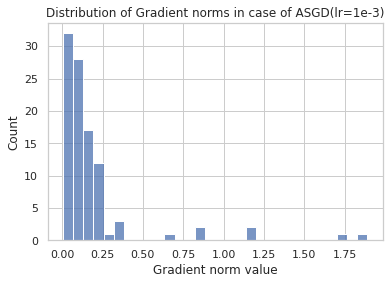 Distribution of Gradient norms in case of ASGD(lr=1e-3)
30
25
20
15
10
5
0
Count
0.00 0.25 0.50 0.75 1.00 1.25 1.50 1.75
Gradient norm value